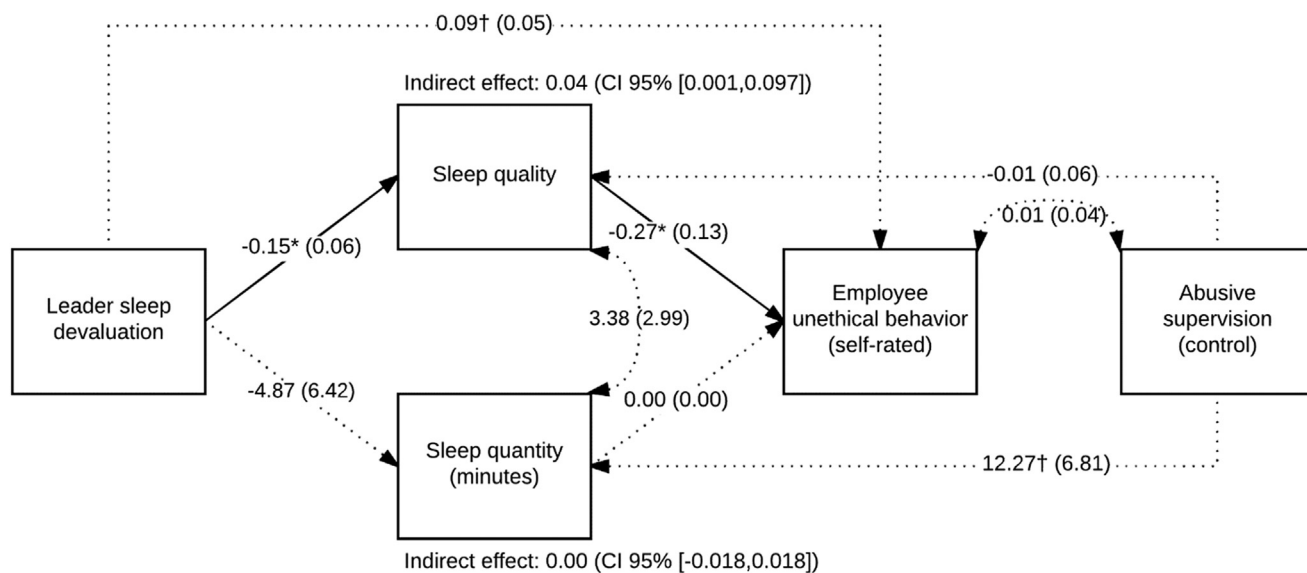 0.09† (0.05)
Indirect effect: 0.04 (CI 95% [0.001,0.097])
Sleep quality
-0.01 (0.06)
0.01 (0.04)
-0.15* (0.06)
-0.27* (0.13)
Leader sleep
devaluation
3.38 (2.99)
Employee
unethical behavior
(self-rated)
Abusive
supervision
(control)
-4.87 (6.42)
0.00 (0.00)
Sleep quantity
(minutes)
12.27† (6.81)
Indirect effect: 0.00 (CI 95% [-0.018,0.018])